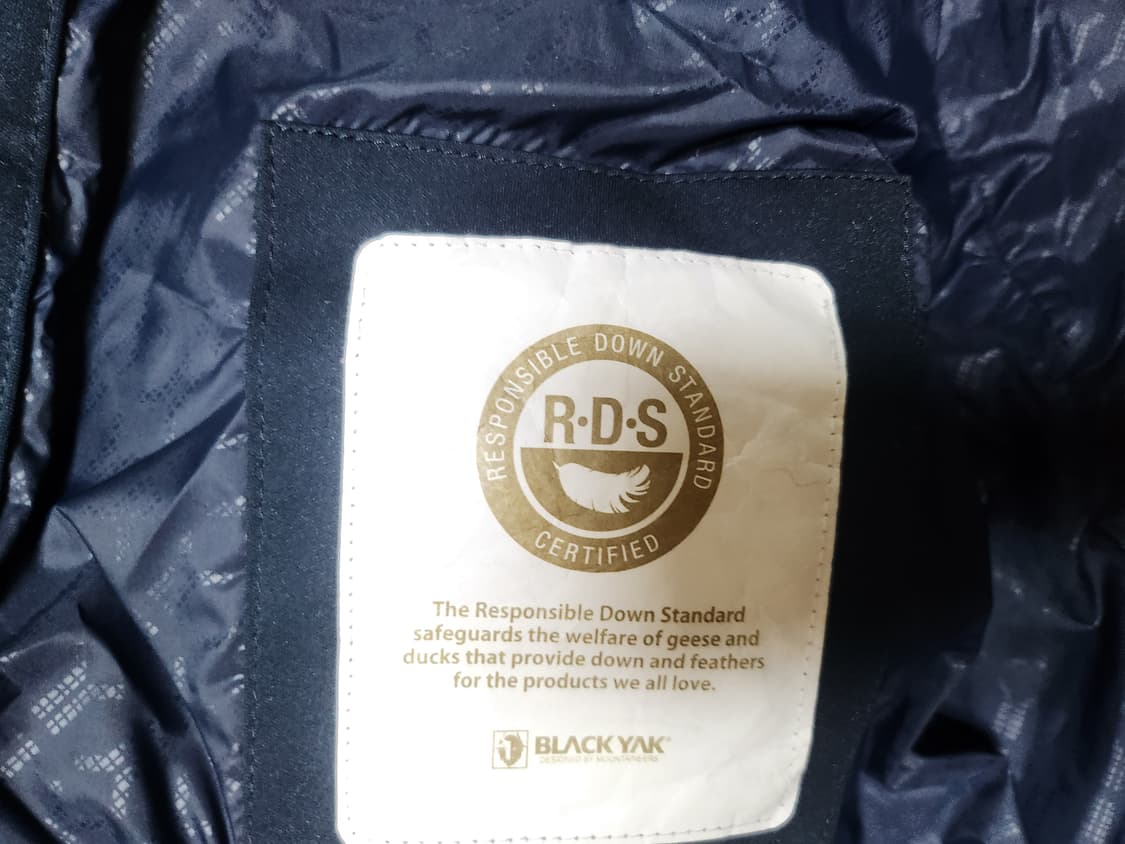 RESPONSIBLE DOWN STANDARD
R·D·S
CERTIFIED
The Responsible Down Standard
safeguards the welfare of geese and
ducks that provide down and feathers
for the products we all love.
BLACK YAK®
DESIGNED BY MOUNTAINEERS